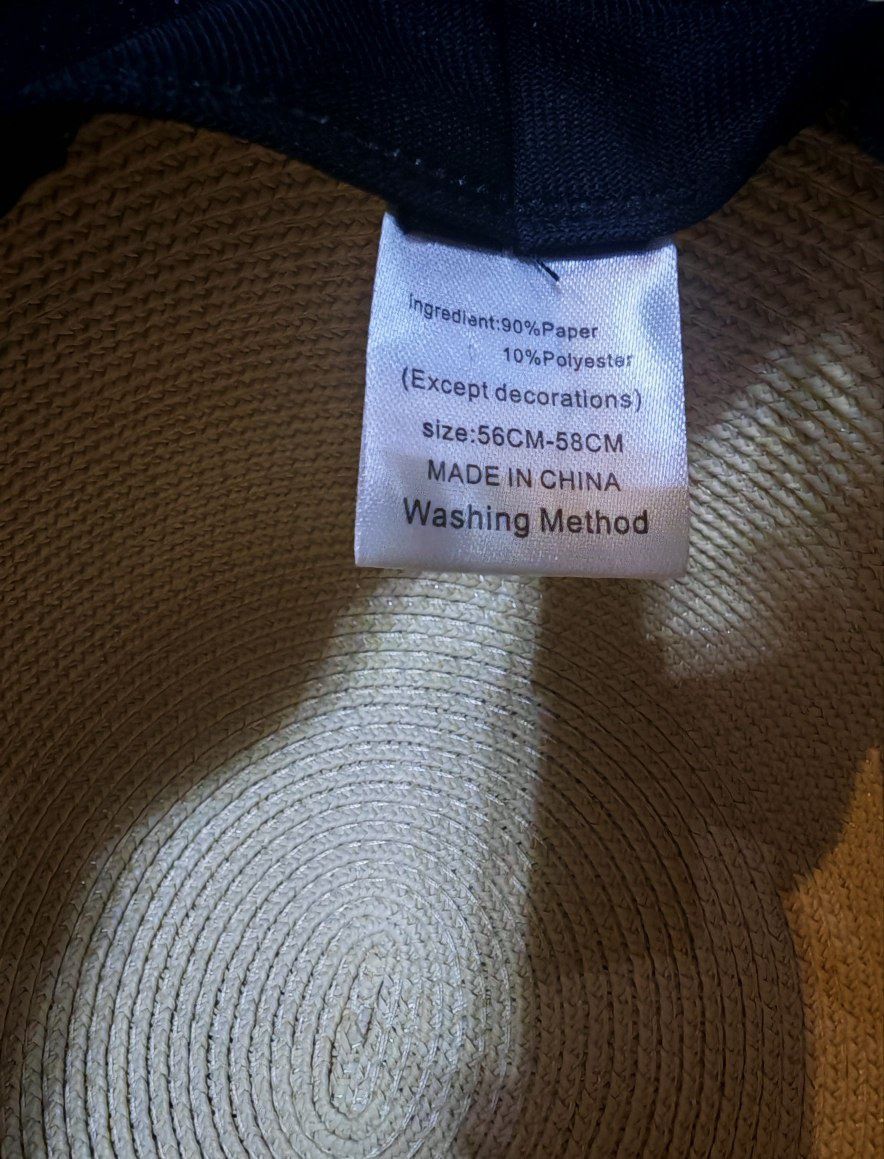 Ingredient:90%Paper
10%Polyester
(Except decorations)
size:56CM-58CM
MADE IN CHINA
Washing Method